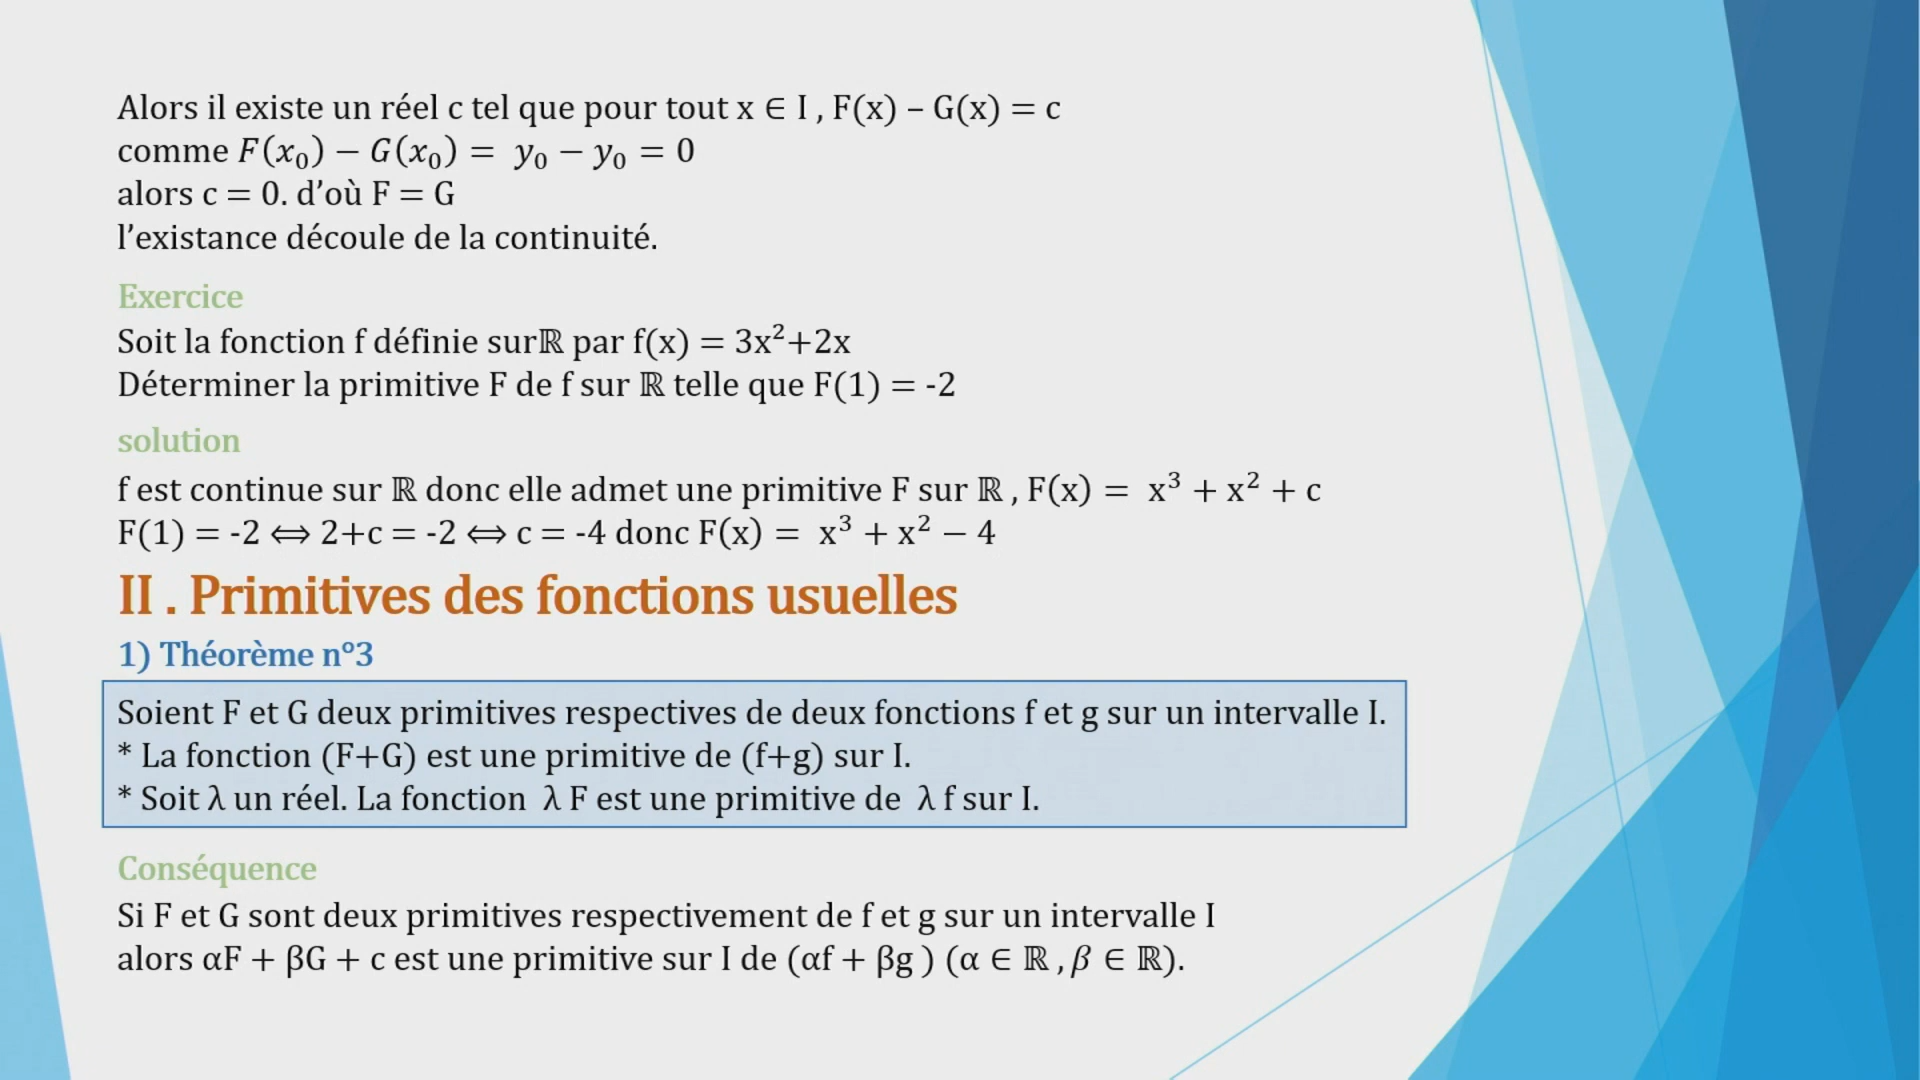 Alors il existe un réel c tel que pour tout x ∈ I , F(x) – G(x) = c
comme F(x₀) − G(x₀) = y₀ − y₀ = 0
alors c = 0. d’où F = G
l’existance découle de la continuité.
Exercice
Soit la fonction f définie surℝ par f(x) = 3x²+2x
Déterminer la primitive F de f sur ℝ telle que F(1) = -2
solution
f est continue sur ℝ donc elle admet une primitive F sur ℝ , F(x) = x³ + x² + c
F(1) = -2 ⟺ 2+c = -2 ⟺ c = -4 donc F(x) = x³ + x² − 4
II . Primitives des fonctions usuelles
1) Théorème n°3
Soient F et G deux primitives respectives de deux fonctions f et g sur un intervalle I.
* La fonction (F+G) est une primitive de (f+g) sur I.
* Soit λ un réel. La fonction λ F est une primitive de λ f sur I.
Conséquence
Si F et G sont deux primitives respectivement de f et g sur un intervalle I
alors αF + βG + c est une primitive sur I de (αf + βg ) (α ∈ ℝ , β ∈ ℝ).